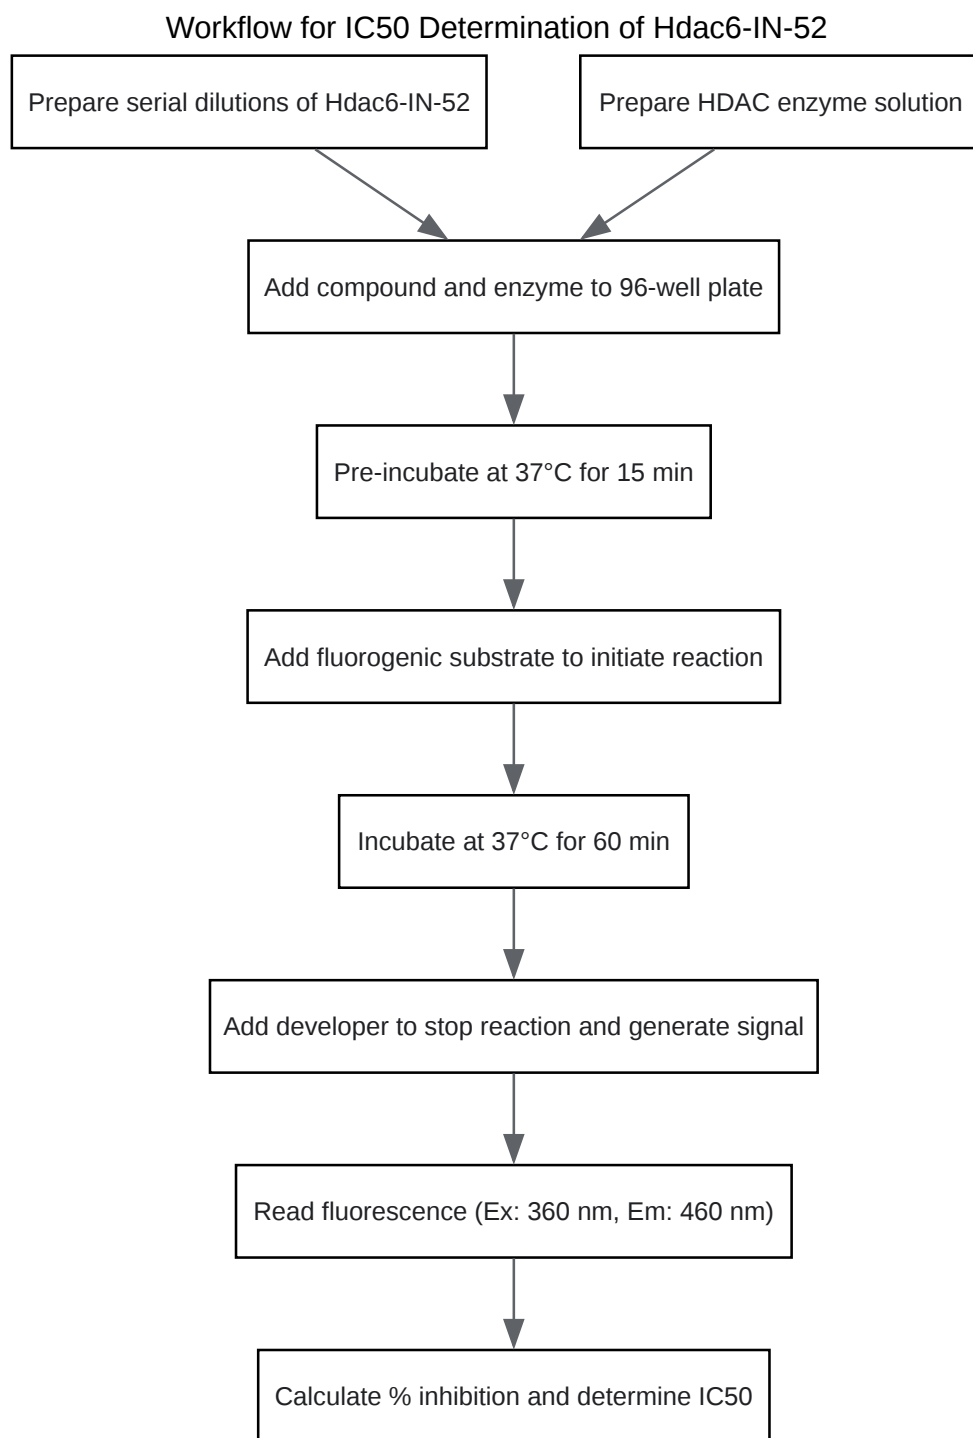 Workflow for IC50 Determination of Hdac6-IN-52
Prepare serial dilutions of Hdac6-IN-52
Prepare HDAC enzyme solution
Add compound and enzyme to 96-well plate
Pre-incubate at 37°C for 15 min
Add fluorogenic substrate to initiate reaction
Incubate at 37°C for 60 min
Add developer to stop reaction and generate signal
Read fluorescence (Ex: 360 nm, Em: 460 nm)
Calculate % inhibition and determine IC50